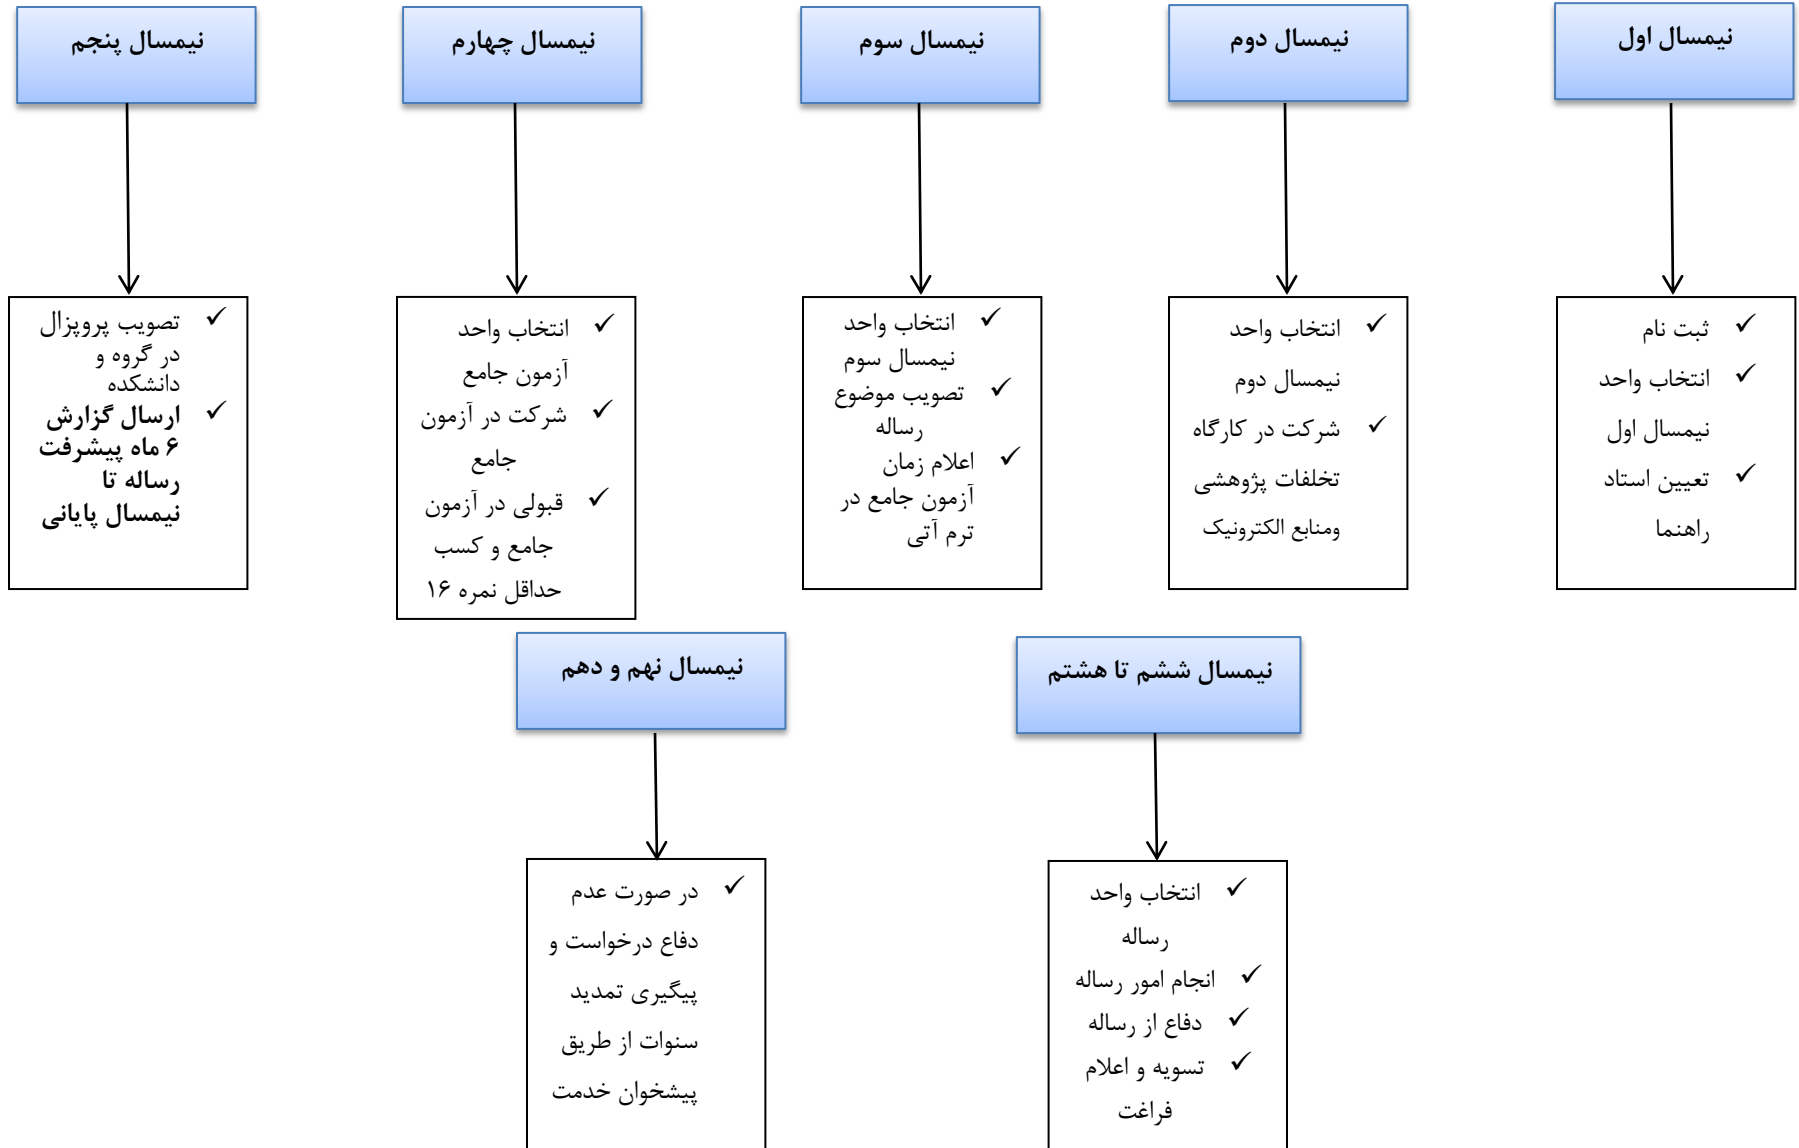 نیمسال اول
ثبت نام
انتخاب واحد
نیمسال اول
تعیین استاد
راهنما
نیمسال دوم
انتخاب واحد
نیمسال دوم
شرکت در کارگاه
تخلفات پژوهشی
ومنابع الکترونیک
نیمسال سوم
انتخاب واحد
نیمسال سوم
تصویب موضوع
رساله
اعلام زمان
آزمون جامع در
ترم آتی
نیمسال چهارم
انتخاب واحد
آزمون جامع
شرکت در آزمون
جامع
قبولی در آزمون
جامع و کسب
حداقل نمره ۱۶
نیمسال پنجم
تصویب پروپزال
در گروه و
دانشکده
ارسال گزارش
۶ ماه پیشرفت
رساله تا
نیمسال پایانی
نیمسال ششم تا هشتم
انتخاب واحد
رساله
انجام امور رساله
دفاع از رساله
تسویه و اعلام
فراغت
نیمسال نهم و دهم
در صورت عدم
دفاع درخواست و
پیگیری تمدید
سنوات از طریق
پیشخوان خدمت